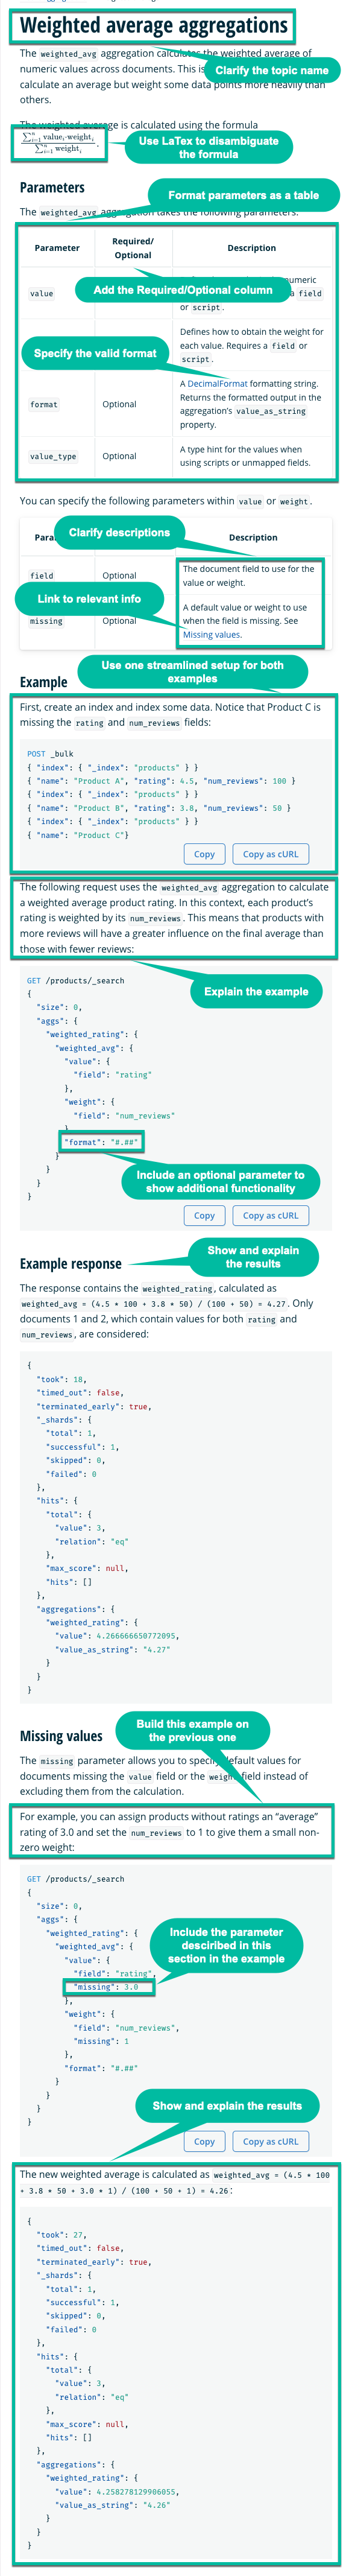 Weighted average aggregations
The weighted_avg aggregation calculates the weighted average of
numeric values across documents. This is
Clarify the topic name
calculate an average but weight some data points more heavily than
others.
The weighted average is calculated using the formula
∑ⁿᵢ₌₁ valueᵢ·weightᵢ / ∑ⁿᵢ₌₁ weightᵢ .
Use LaTex to disambiguate
the formula
Parameters
Format parameters as a table
The weighted_avg aggregation takes the following parameters.
Parameter Required/ Description
Optional
numeric
value a field
Add the Required/Optional column
or script .
Defines how to obtain the weight for
each value. Requires a field or
script .
Specify the valid format
A DecimalFormat formatting string.
format Optional Returns the formatted output in the
aggregation's value_as_string
property.
value_type Optional A type hint for the values when
using scripts or unmapped fields.
You can specify the following parameters within value or weight .
Para Description
Clarify descriptions
field Optional The document field to use for the
value or weight.
Link to relevant info
missing Optional A default value or weight to use
when the field is missing. See
Missing values.
Use one streamlined setup for both
examples
Example
First, create an index and index some data. Notice that Product C is
missing the rating and num_reviews fields:
POST _bulk
{ "index": { "_index": "products" } }
{ "name": "Product A", "rating": 4.5, "num_reviews": 100 }
{ "index": { "_index": "products" } }
{ "name": "Product B", "rating": 3.8, "num_reviews": 50 }
{ "index": { "_index": "products" } }
{ "name": "Product C"}
Copy Copy as cURL
The following request uses the weighted_avg aggregation to calculate
a weighted average product rating. In this context, each product's
rating is weighted by its num_reviews . This means that products with
more reviews will have a greater influence on the final average than
those with fewer reviews:
Explain the example
GET /products/_search
{
"size": 0,
"aggs": {
"weighted_rating": {
"weighted_avg": {
"value": {
"field": "rating"
},
"weight": {
"field": "num_reviews"
},
"format": "#.##"
}
}
}
}
Include an optional parameter to
show additional functionality
Copy Copy as cURL
Show and explain
the results
Example response
The response contains the weighted_rating , calculated as
weighted_avg = (4.5 * 100 + 3.8 * 50) / (100 + 50) = 4.27 . Only
documents 1 and 2, which contain values for both rating and
num_reviews , are considered:
{
"took": 18,
"timed_out": false,
"terminated_early": true,
"_shards": {
"total": 1,
"successful": 1,
"skipped": 0,
"failed": 0
},
"hits": {
"total": {
"value": 3,
"relation": "eq"
},
"max_score": null,
"hits": []
},
"aggregations": {
"weighted_rating": {
"value": 4.266666650772095,
"value_as_string": "4.27"
}
}
}
Build this example on
the previous one
Missing values
The missing parameter allows you to specify default values for
documents missing the value field or the weight field instead of
excluding them from the calculation.
For example, you can assign products without ratings an “average”
rating of 3.0 and set the num_reviews to 1 to give them a small non-
zero weight:
GET /products/_search
{
"size": 0,
"aggs": {
"weighted_rating": {
"weighted_avg": {
"value": {
"field": "rating",
"missing": 3.0
},
"weight": {
"field": "num_reviews",
"missing": 1
},
"format": "#.##"
}
}
}
}
Include the parameter
desciribed in this
section in the example
Show and explain the results
Copy Copy as cURL
The new weighted average is calculated as weighted_avg = (4.5 * 100
+ 3.8 * 50 + 3.0 * 1) / (100 + 50 + 1) = 4.26 :
{
"took": 27,
"timed_out": false,
"terminated_early": true,
"_shards": {
"total": 1,
"successful": 1,
"skipped": 0,
"failed": 0
},
"hits": {
"total": {
"value": 3,
"relation": "eq"
},
"max_score": null,
"hits": []
},
"aggregations": {
"weighted_rating": {
"value": 4.258278129906055,
"value_as_string": "4.26"
}
}
}